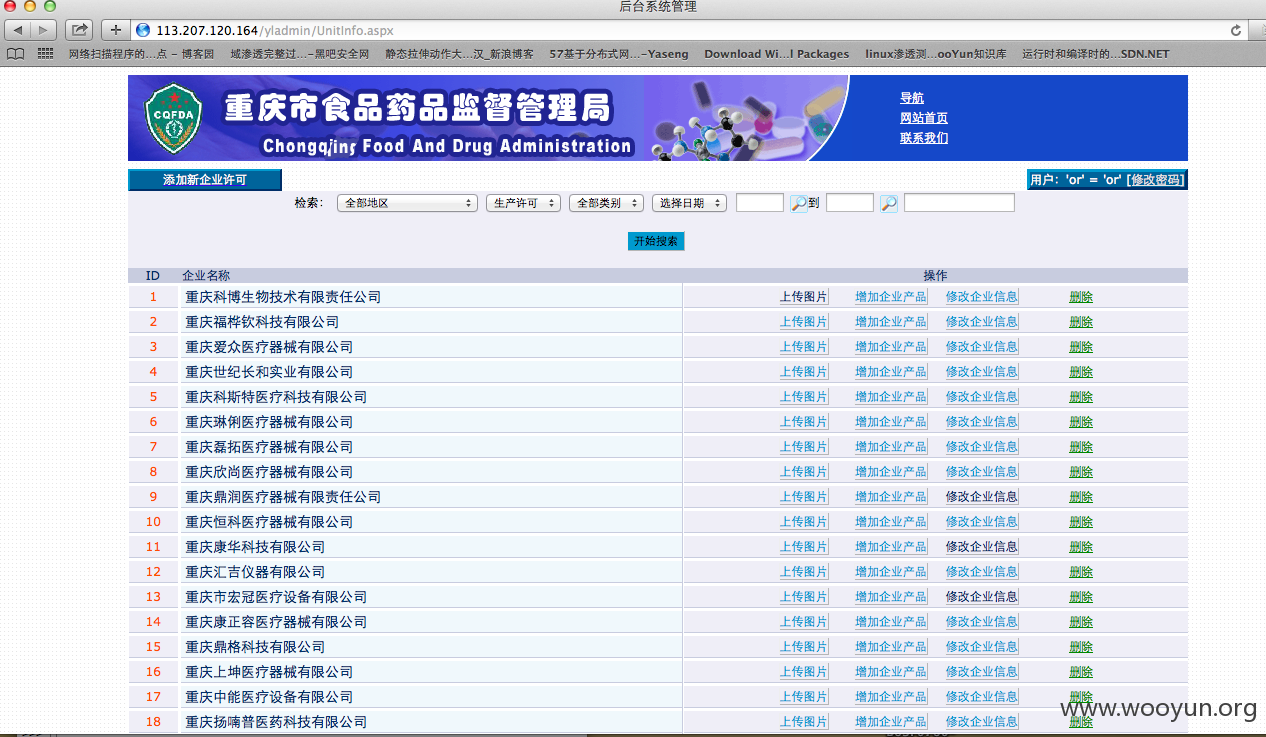 后台系统管理
113.207.120.164/yladmin/UnitInfo.aspx
网络扫描程序的…点 - 博客园 域渗透完整过…-黑吧安全网 静态拉伸动作大…汉_新浪博客 57基于分布式网…-Yaseng Download Wi…l Packages linux渗透测…ooYun知识库 运行时和编译时的…SDN.NET
CQFDA
重庆市食品药品监督管理局
Chongqing Food And Drug Administration
导航
网站首页
联系我们
添加新企业许可
用户: 'or' = 'or' [修改密码]
检索: 全部地区 生产许可 全部类别 选择日期 到
开始搜索
ID 企业名称 操作
1 重庆科博生物技术有限责任公司 上传图片 增加企业产品 修改企业信息 删除
2 重庆福桦钦科技有限公司 上传图片 增加企业产品 修改企业信息 删除
3 重庆爱众医疗器械有限公司 上传图片 增加企业产品 修改企业信息 删除
4 重庆世纪长和实业有限公司 上传图片 增加企业产品 修改企业信息 删除
5 重庆科斯特医疗科技有限公司 上传图片 增加企业产品 修改企业信息 删除
6 重庆琳俐医疗器械有限公司 上传图片 增加企业产品 修改企业信息 删除
7 重庆磊拓医疗器械有限公司 上传图片 增加企业产品 修改企业信息 删除
8 重庆欣尚医疗器械有限公司 上传图片 增加企业产品 修改企业信息 删除
9 重庆鼎润医疗器械有限责任公司 上传图片 增加企业产品 修改企业信息 删除
10 重庆恒科医疗器械有限公司 上传图片 增加企业产品 修改企业信息 删除
11 重庆康华科技有限公司 上传图片 增加企业产品 修改企业信息 删除
12 重庆汇吉仪器有限公司 上传图片 增加企业产品 修改企业信息 删除
13 重庆市宏冠医疗设备有限公司 上传图片 增加企业产品 修改企业信息 删除
14 重庆康正容医疗器械有限公司 上传图片 增加企业产品 修改企业信息 删除
15 重庆鼎格科技有限公司 上传图片 增加企业产品 修改企业信息 删除
16 重庆上坤医疗器械有限公司 上传图片 增加企业产品 修改企业信息 删除
17 重庆中能医疗设备有限公司 上传图片 增加企业产品 修改企业信息 删除
18 重庆扬喃普医药科技有限公司 上传图片 增加企业产品 修改企业信息 删除
www.wooyun.org